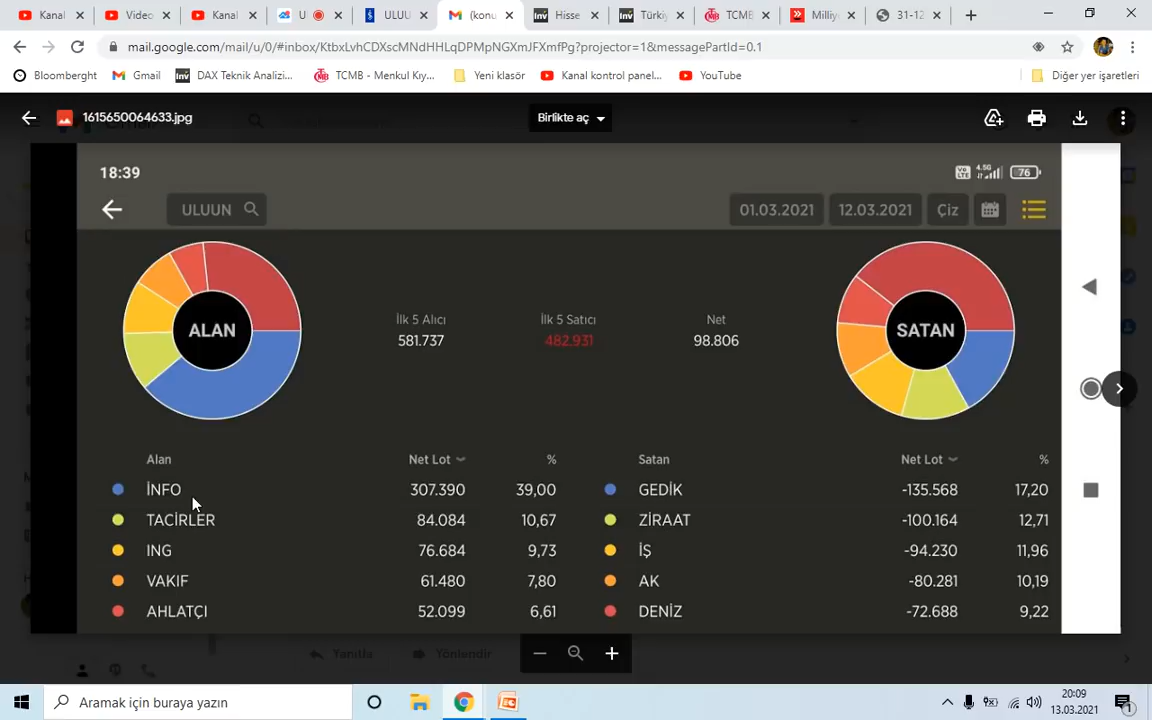 Kanal
Video
Kanal
U
ULUU
(konu
Hisse
Türkiy
TCMB
Milliy
31-12
mail.google.com/mail/u/0/#inbox/KtbxLvhCDXscMNdHHLqDPMpNGXmJFXmfPg?projector=1&messagePartId=0.1
Bloomberght
Gmail
DAX Teknik Analizi...
TCMB - Menkul Kıy...
Yeni klasör
Kanal kontrol panel...
YouTube
Diğer yer işaretleri
1615650064633.jpg
Birlikte aç
18:39
4.5G
76
ULUUN
01.03.2021
12.03.2021
Çiz
ALAN
İlk 5 Alıcı
İlk 5 Satıcı
Net
581.737
482.931
98.806
SATAN
Alan Net Lot %
Satan Net Lot %
İNFO 307.390 39,00
GEDİK -135.568 17,20
TACİRLER 84.084 10,67
ZİRAAT -100.164 12,71
ING 76.684 9,73
İŞ -94.230 11,96
VAKIF 61.480 7,80
AK -80.281 10,19
AHLATÇI 52.099 6,61
DENİZ -72.688 9,22
Yanıtla
Yönlendir
Aramak için buraya yazın
20:09
13.03.2021